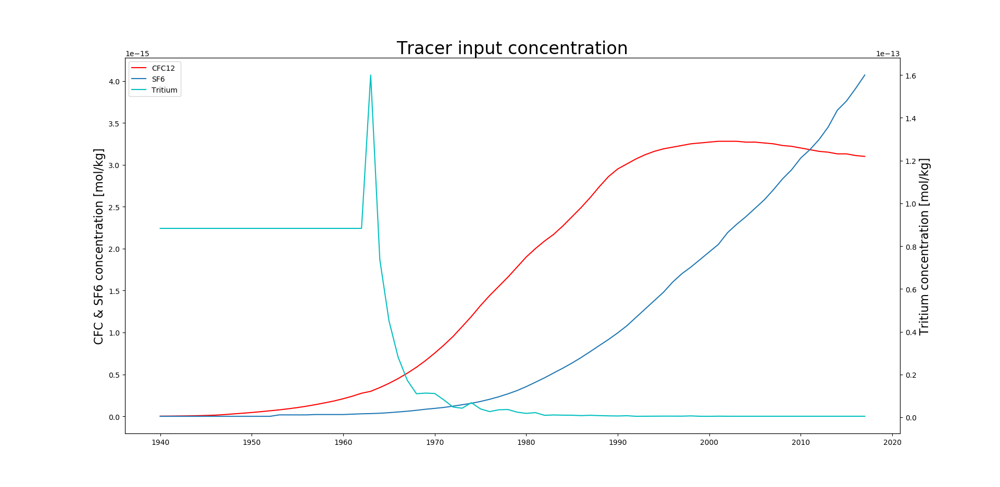 Tracer input concentration
1e−15
1e−13
CFC12
SF6
Tritium
CFC & SF6 concentration [mol/kg]
4.0
3.5
3.0
2.5
2.0
1.5
1.0
0.5
0.0
1.6
1.4
1.2
1.0
0.8
0.6
0.4
0.2
0.0
Tritium concentration [mol/kg]
1940 1950 1960 1970 1980 1990 2000 2010 2020